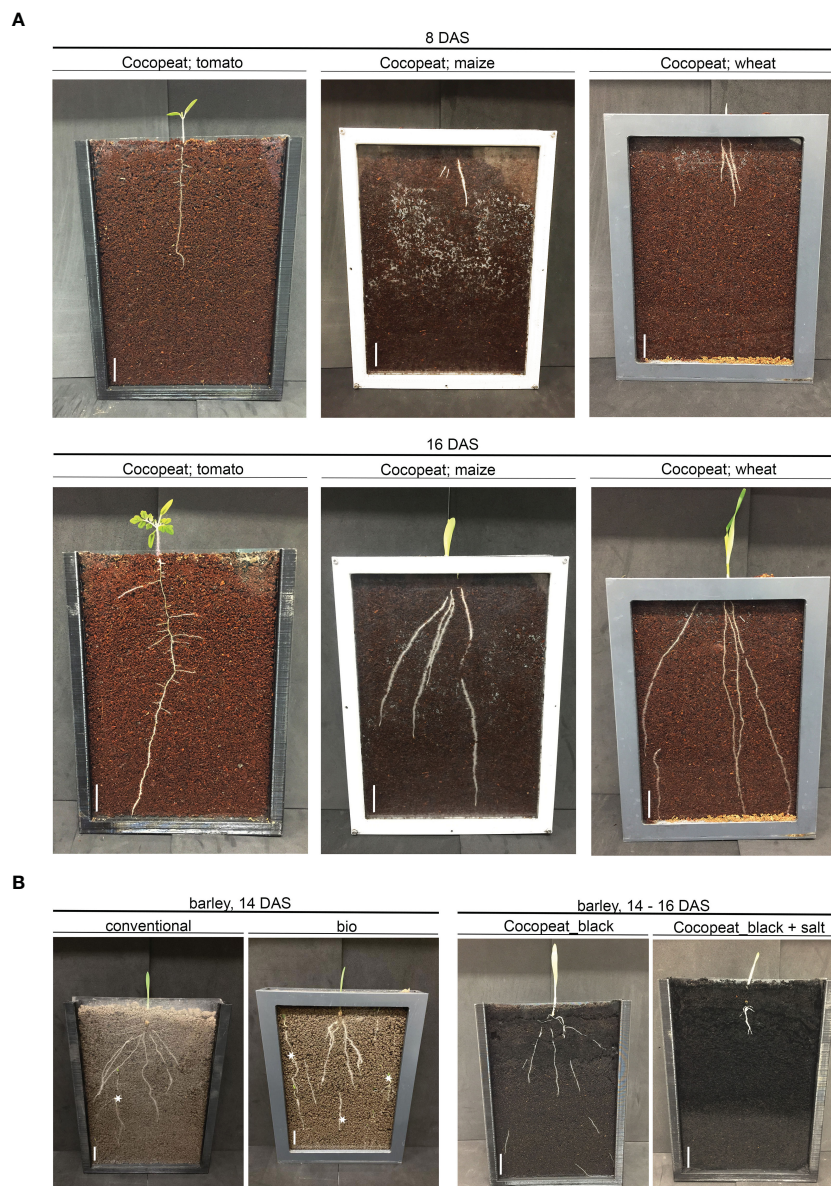 A
8 DAS
Cocopeat; tomato
Cocopeat; maize
Cocopeat; wheat
16 DAS
Cocopeat; tomato
Cocopeat; maize
Cocopeat; wheat
B
barley, 14 DAS
barley, 14 - 16 DAS
conventional
bio
Cocopeat_black
Cocopeat_black + salt